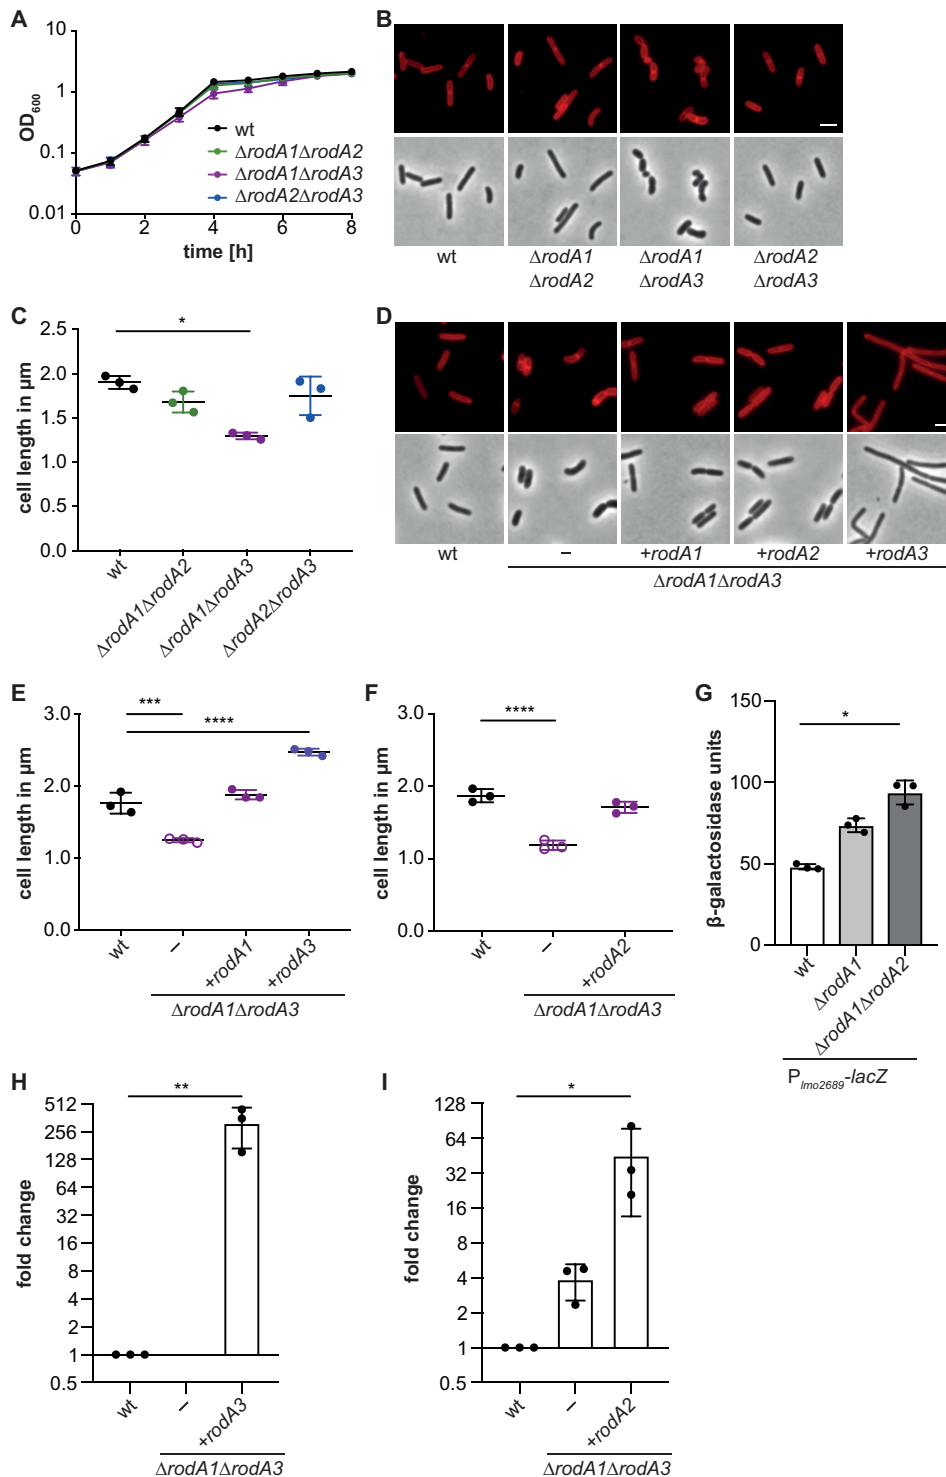 A
10
1
0.1
0.01
OD600
wt
ΔrodA1ΔrodA2
ΔrodA1ΔrodA3
ΔrodA2ΔrodA3
0 2 4 6 8
time [h]
B
wt ΔrodA1 ΔrodA1 ΔrodA2
ΔrodA2 ΔrodA3 ΔrodA3
C
*
2.5
2.0
1.5
1.0
0.5
0.0
cell length in µm
wt
ΔrodA1ΔrodA2
ΔrodA1ΔrodA3
ΔrodA2ΔrodA3
D
wt – +rodA1 +rodA2 +rodA3
ΔrodA1ΔrodA3
E
***
****
3.0
2.0
1.0
0.0
cell length in µm
wt
–
+rodA1
+rodA3
ΔrodA1ΔrodA3
F
****
3.0
2.0
1.0
0.0
cell length in µm
wt
–
+rodA2
ΔrodA1ΔrodA3
G
*
150
100
50
0
β-galactosidase units
wt
ΔrodA1
ΔrodA1ΔrodA2
Plmo2689-lacZ
H
**
512
256
128
64
32
16
8
4
2
1
0.5
fold change
wt
–
+rodA3
ΔrodA1ΔrodA3
I
*
128
64
32
16
8
4
2
1
0.5
fold change
wt
–
+rodA2
ΔrodA1ΔrodA3